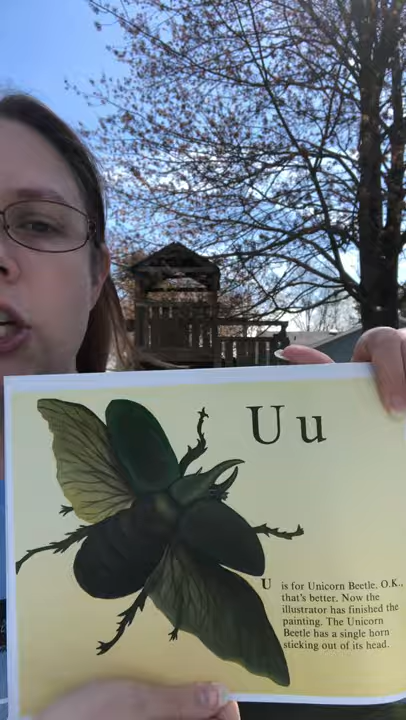 U u
U is for Unicorn Beetle. O.K.,
that's better. Now the
illustrator has finished the
painting. The Unicorn
Beetle has a single horn
sticking out of its head.